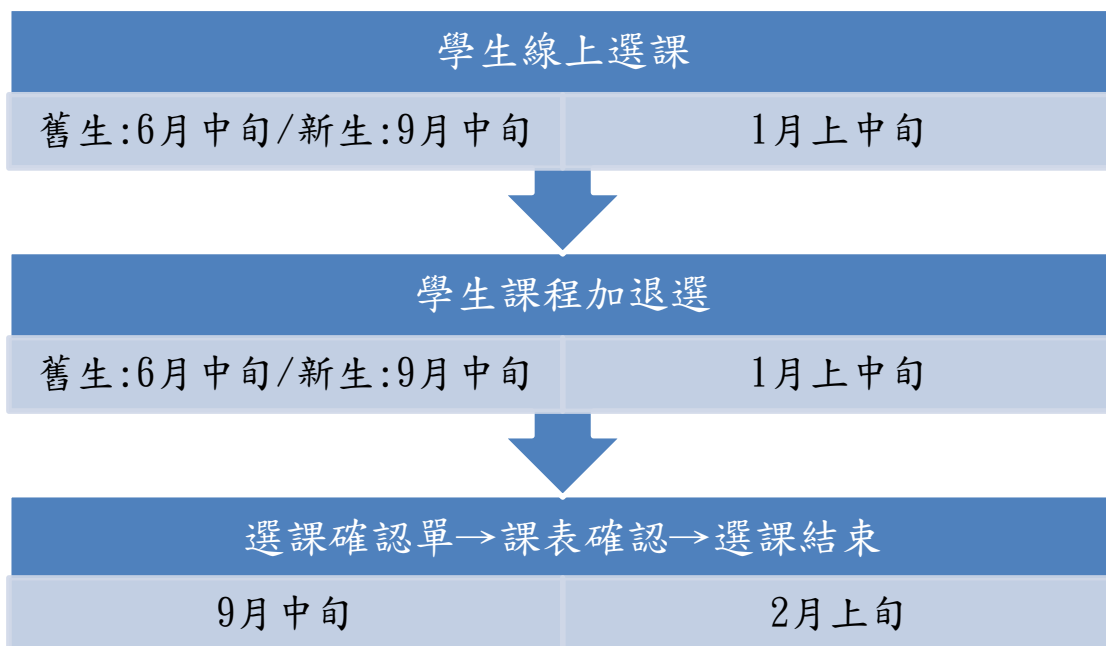 學生線上選課
舊生:6月中旬/新生:9月中旬
1月上中旬
學生課程加退選
舊生:6月中旬/新生:9月中旬
1月上中旬
選課確認單→課表確認→選課結束
9月中旬
2月上旬